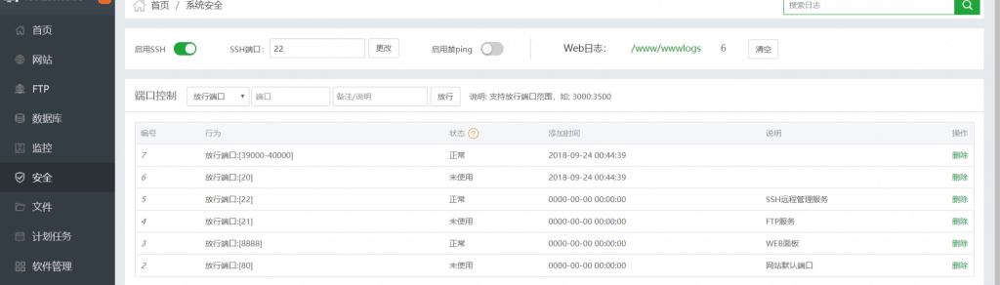 首页 / 系统安全
搜索日志
首页
网站
FTP
数据库
监控
安全
文件
计划任务
软件管理
启用SSH
SSH端口： 22 更改
启用禁ping
Web日志： /www/wwwlogs 6 清空
端口控制 放行端口 端口 备注/说明 放行 说明: 支持放行端口范围，如: 3000:3500
编号 行为 状态 ? 添加时间 说明 操作
7 放行端口:[39000-40000] 正常 2018-09-24 00:44:39 删除
6 放行端口:[20] 未使用 2018-09-24 00:44:39 删除
5 放行端口:[22] 正常 0000-00-00 00:00:00 SSH远程管理服务 删除
4 放行端口:[21] 未使用 0000-00-00 00:00:00 FTP服务 删除
3 放行端口:[8888] 正常 0000-00-00 00:00:00 WEB面板 删除
2 放行端口:[80] 未使用 0000-00-00 00:00:00 网站默认端口 删除